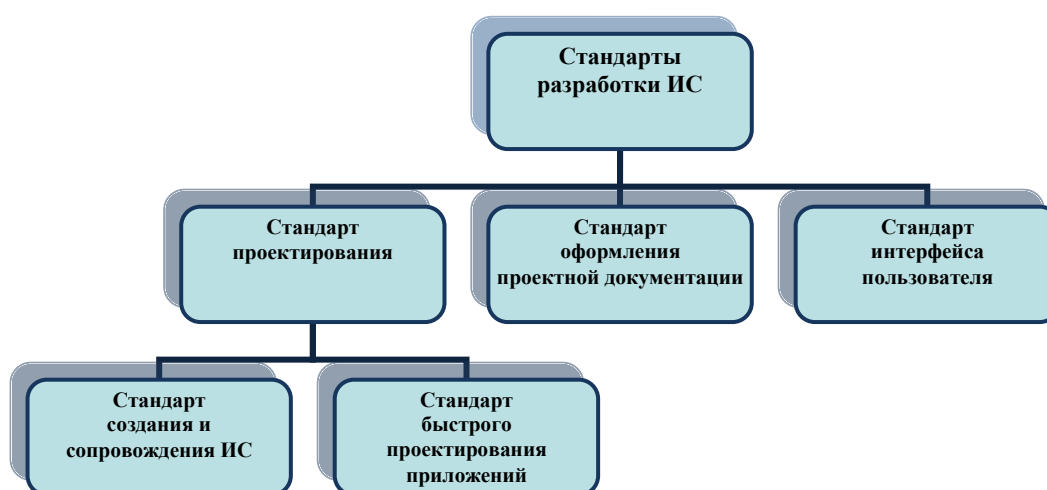 Стандарты
разработки ИС
Стандарт
проектирования
Стандарт
оформления
проектной документации
Стандарт
интерфейса
пользователя
Стандарт
создания и
сопровождения ИС
Стандарт
быстрого
проектирования
приложений